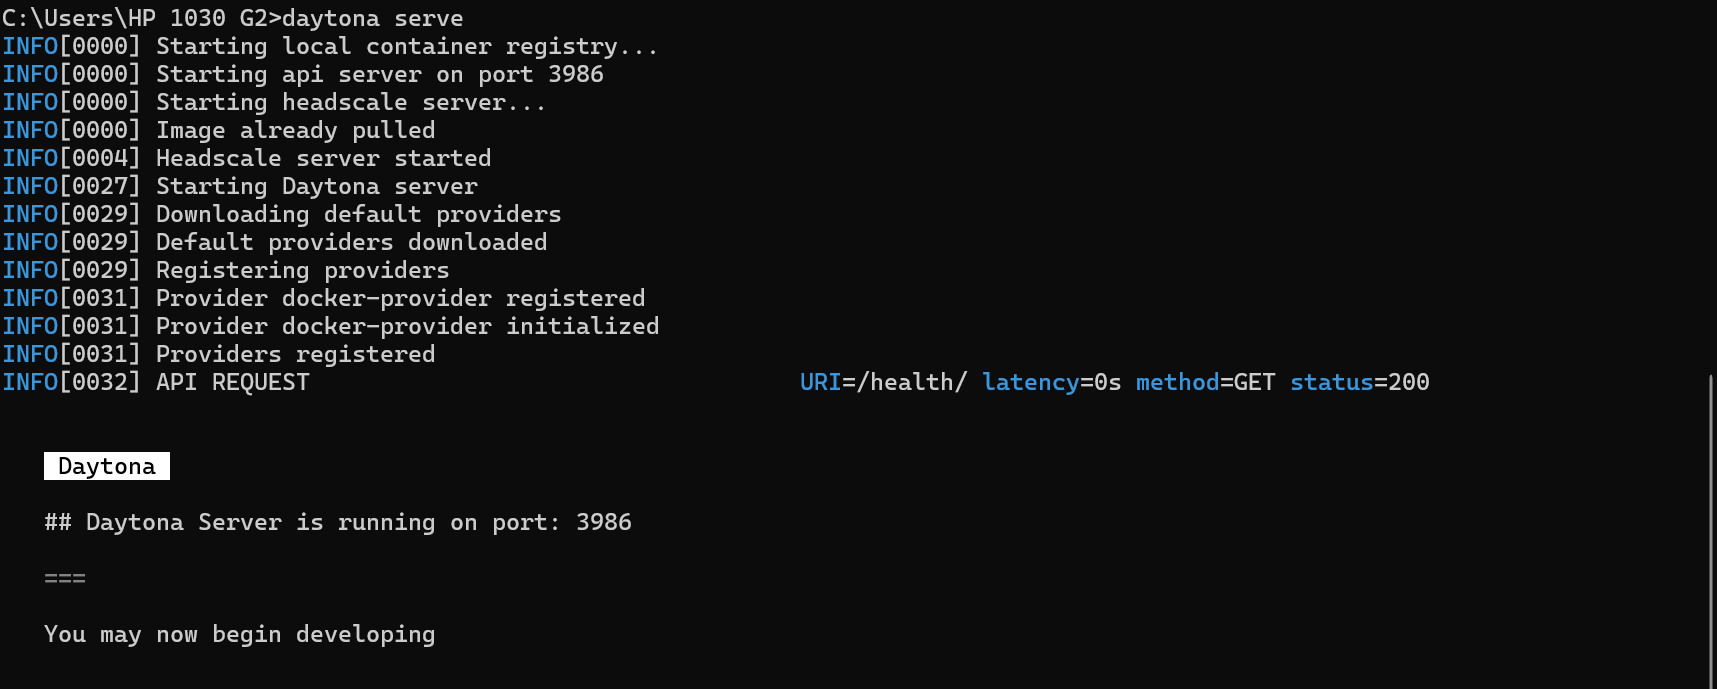 C:\Users\HP 1030 G2>daytona serve
INFO[0000] Starting local container registry...
INFO[0000] Starting api server on port 3986
INFO[0000] Starting headscale server...
INFO[0000] Image already pulled
INFO[0004] Headscale server started
INFO[0027] Starting Daytona server
INFO[0029] Downloading default providers
INFO[0029] Default providers downloaded
INFO[0029] Registering providers
INFO[0031] Provider docker-provider registered
INFO[0031] Provider docker-provider initialized
INFO[0031] Providers registered
INFO[0032] API REQUEST URI=/health/ latency=0s method=GET status=200
Daytona
## Daytona Server is running on port: 3986
===
You may now begin developing